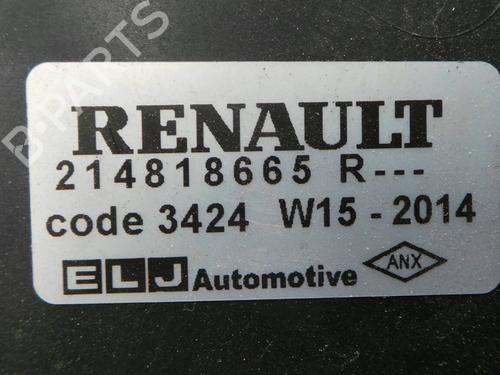 B-PARTS
RENAULT
214818665 R---
code 3424 W15 - 2014
ELJ Automotive ANX